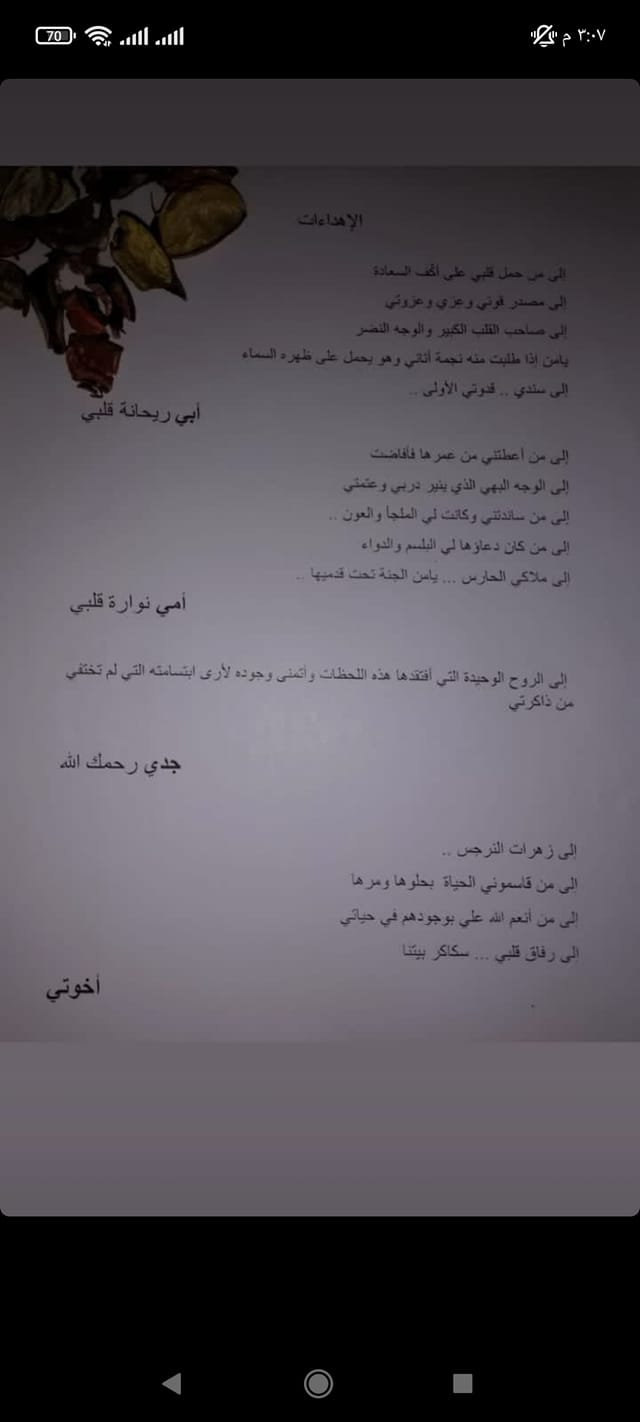 70
٣:٠٧ م
الإهداءات
إلى من حمل قلبي على أكف السعادة
إلى مصدر قوتي وعزي وعزوتي
إلى صاحب القلب الكبير والوجه النضر
يامن إذا طلبت منه نجمة أتاني وهو يحمل على ظهره السماء
إلى سندي .. قدوتي الأولى ..
أبي ريحانة قلبي
إلى من أعطتني من عمرها فأفاضت
إلى الوجه البهي الذي ينير دربي وعتمتي
إلى من ساندتني وكانت لي الملجأ والعون ..
إلى من كان دعاؤها لي البلسم والدواء
إلى ملاكي الحارس ... يامن الجنة تحت قدميها ..
أمي نوارة قلبي
إلى الروح الوحيدة التي أفتقدها هذه اللحظات وأتمنى وجوده لأرى ابتسامته التي لم تختفي
من ذاكرتي
جدي رحمك الله
إلى زهرات النرجس ..
إلى من قاسموني الحياة بحلوها ومرها
إلى من أنعم الله علي بوجودهم في حياتي
إلى رفاق قلبي ... سكاكر بيتنا
أخوتي